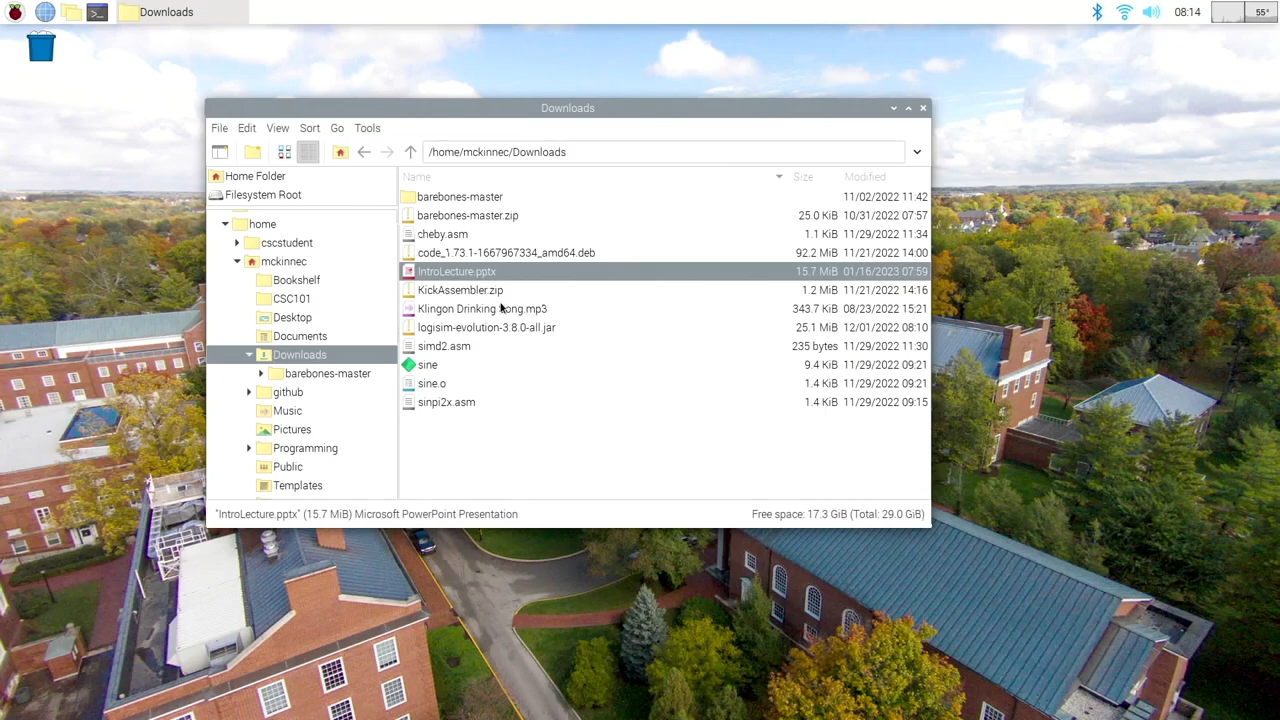 Downloads
08:14
55°
Downloads
File Edit View Sort Go Tools
/home/mckinnec/Downloads
Home Folder
Filesystem Root
home
cscstudent
mckinnec
Bookshelf
CSC101
Desktop
Documents
Downloads
barebones-master
github
Music
Pictures
Programming
Public
Templates
Name Size Modified
barebones-master 11/02/2022 11:42
barebones-master.zip 25.0 KiB 10/31/2022 07:57
cheby.asm 1.1 KiB 11/29/2022 11:34
code_1.73.1-1667967334_amd64.deb 92.2 MiB 11/21/2022 14:00
IntroLecture.pptx 15.7 MiB 01/16/2023 07:59
KickAssembler.zip 1.2 MiB 11/21/2022 14:16
Klingon Drinking Song.mp3 343.7 KiB 08/23/2022 15:21
logisim-evolution-3.8.0-all.jar 25.1 MiB 12/01/2022 08:10
simd2.asm 235 bytes 11/29/2022 11:30
sine 9.4 KiB 11/29/2022 09:21
sine.o 1.4 KiB 11/29/2022 09:21
sinpi2x.asm 1.4 KiB 11/29/2022 09:15
"IntroLecture.pptx" (15.7 MiB) Microsoft PowerPoint Presentation
Free space: 17.3 GiB (Total: 29.0 GiB)